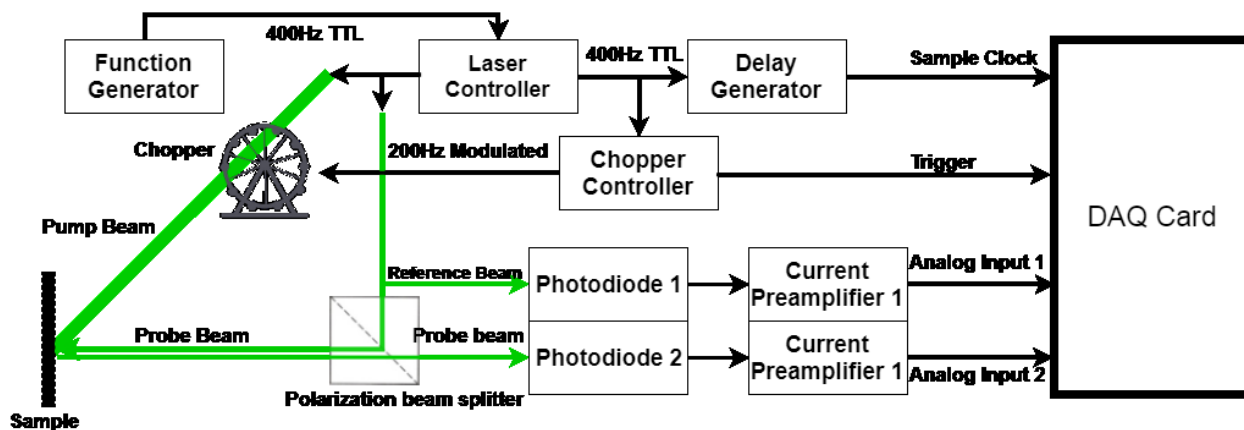 400Hz TTL
Function
Generator
Laser
Controller
400Hz TTL
Delay
Generator
Sample Clock
Chopper
200Hz Modulated
Chopper
Controller
Trigger
DAQ Card
Pump Beam
Reference Beam
Photodiode 1
Current
Preamplifier 1
Analog Input 1
Probe Beam
Probe beam
Photodiode 2
Current
Preamplifier 1
Analog Input 2
Polarization beam splitter
Sample